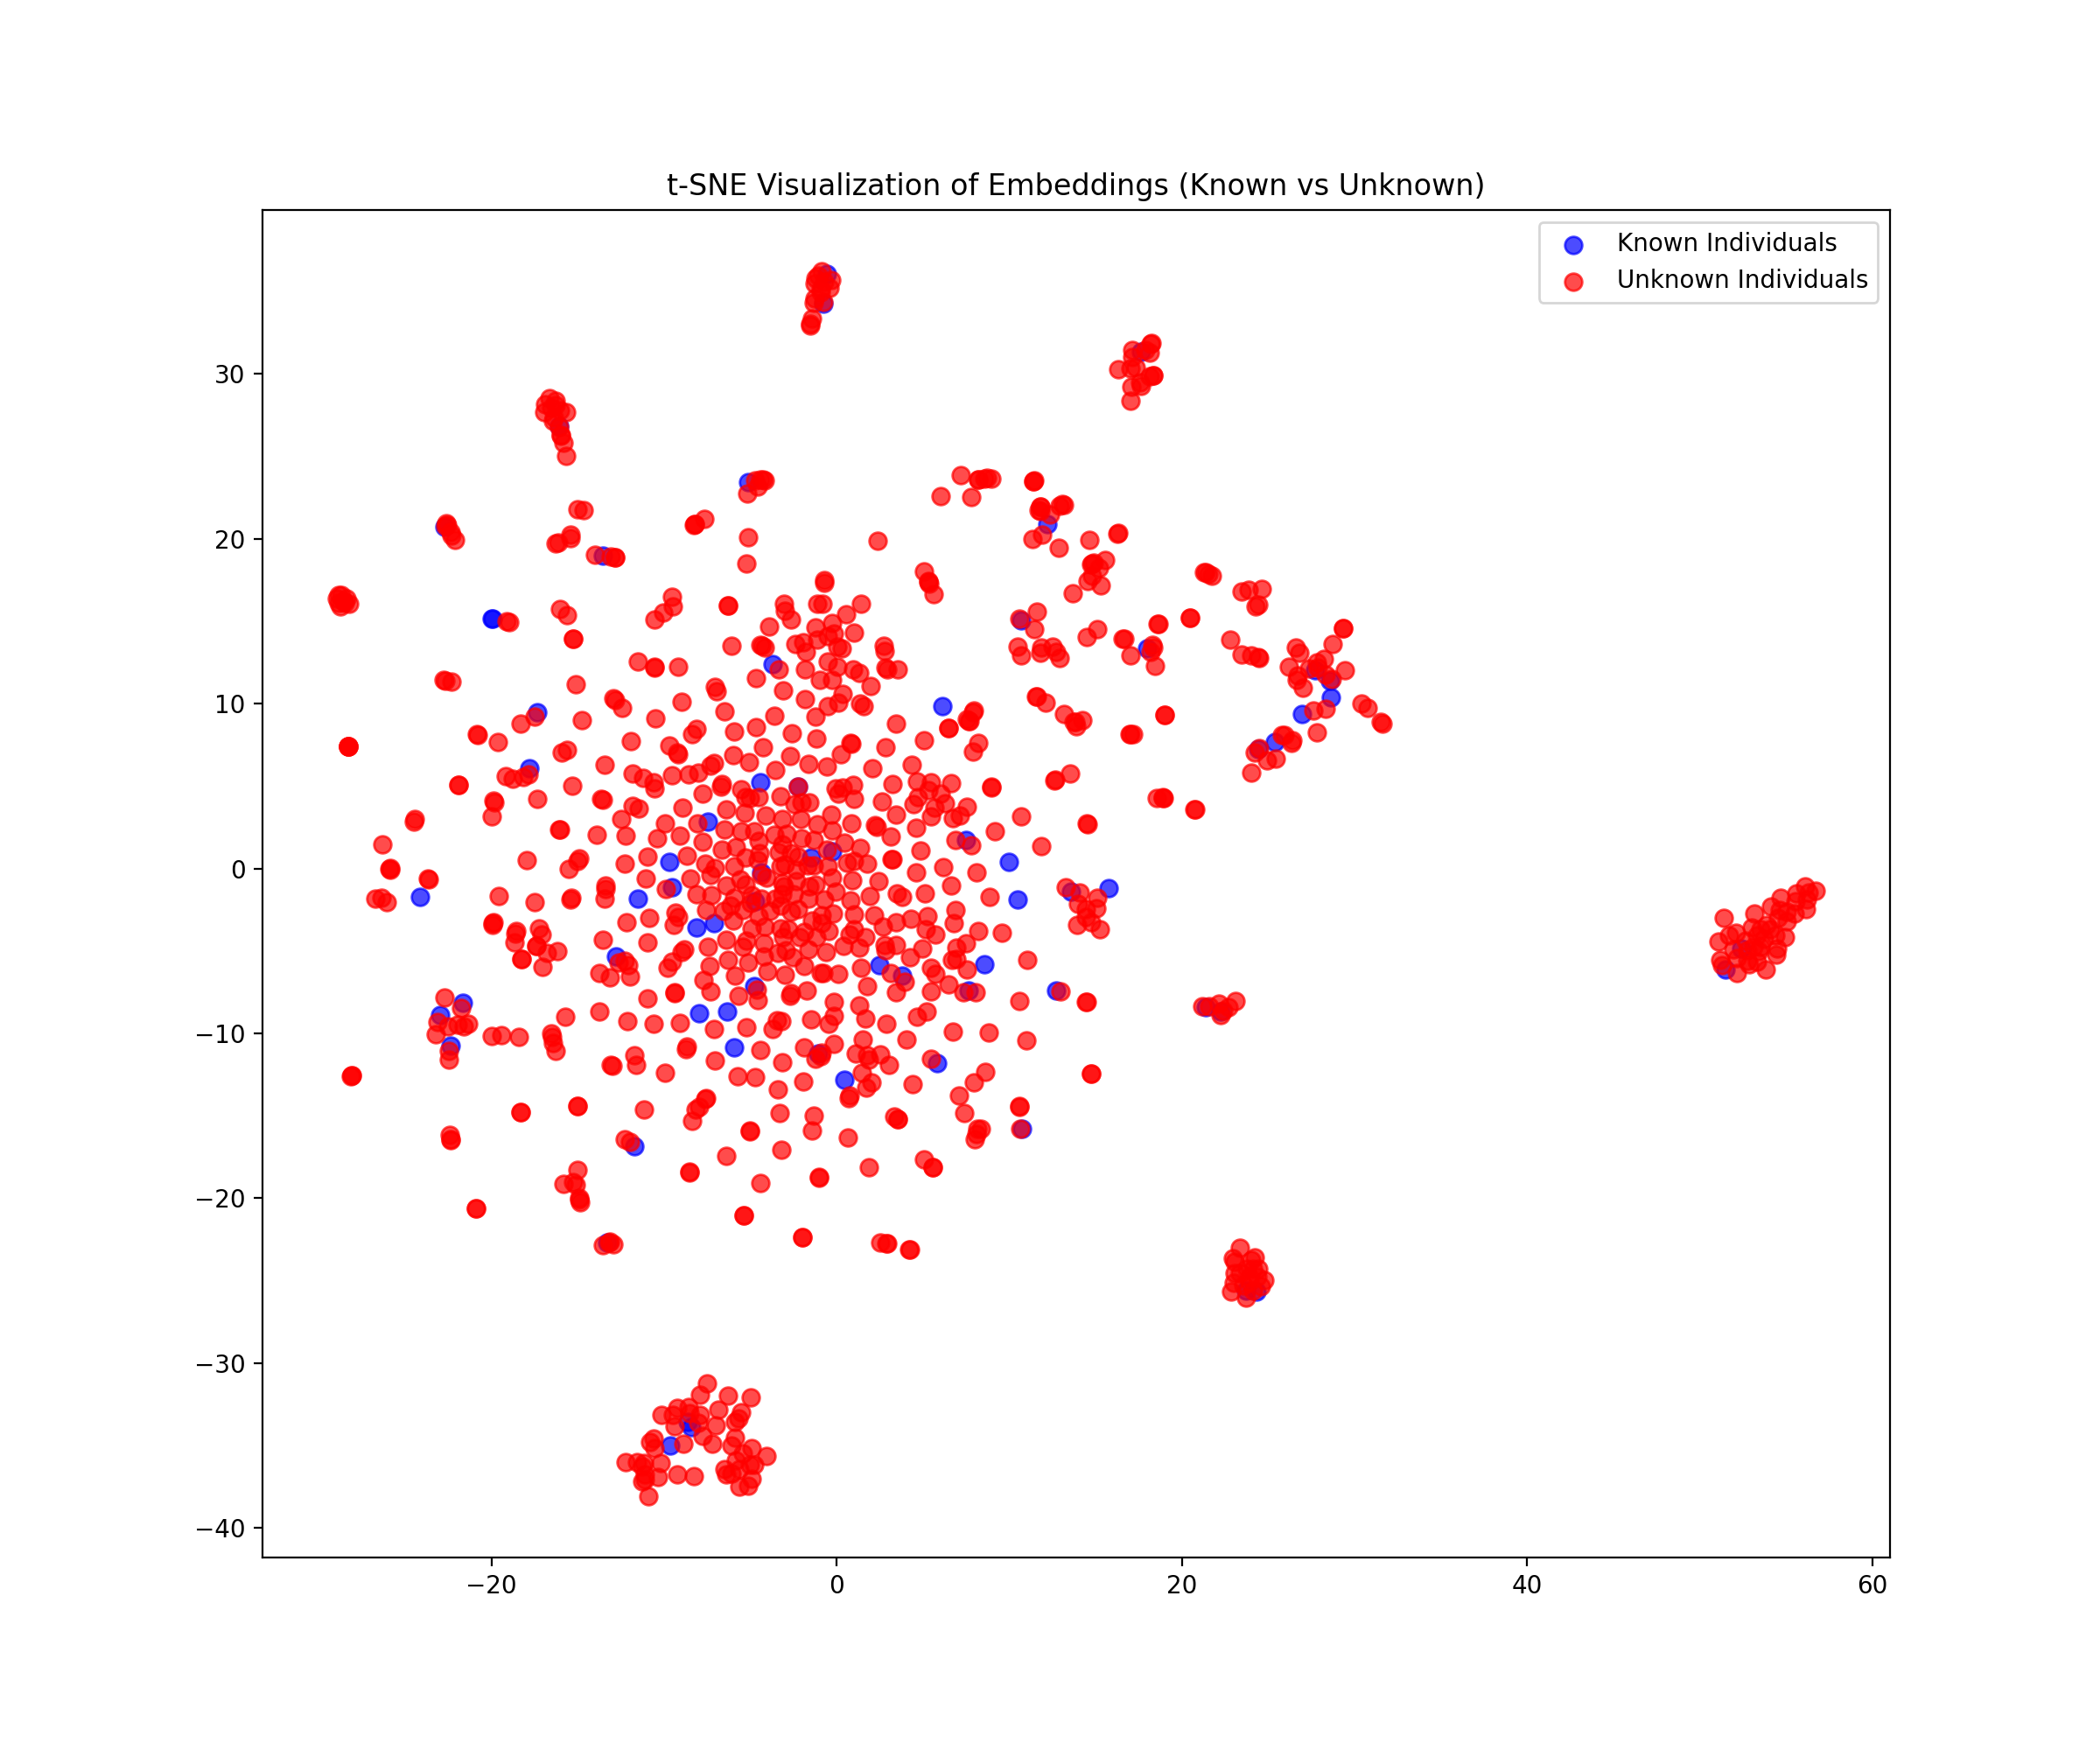 t-SNE Visualization of Embeddings (Known vs Unknown)
Known Individuals
Unknown Individuals
30
20
10
0
−10
−20
−30
−40
−20 0 20 40 60